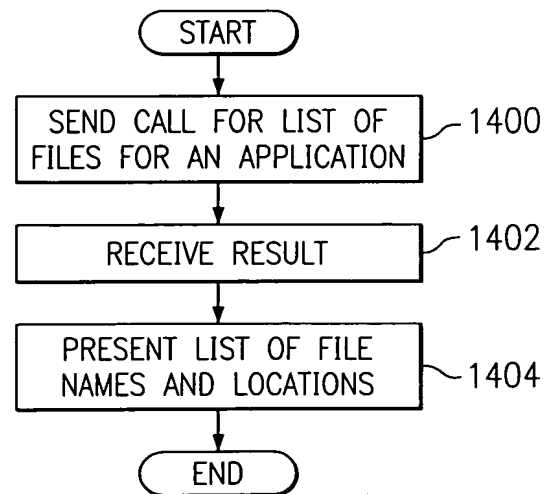 START
SEND CALL FOR LIST OF
FILES FOR AN APPLICATION
1400
RECEIVE RESULT
1402
PRESENT LIST OF FILE
NAMES AND LOCATIONS
1404
END